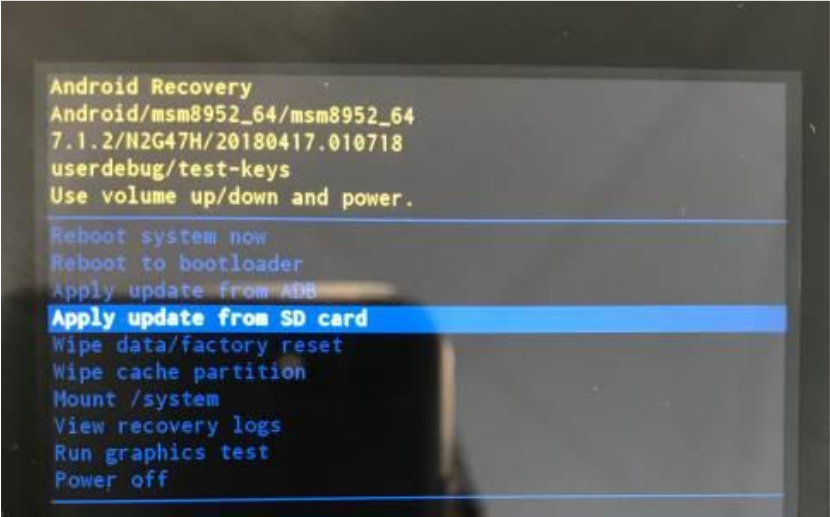 Android Recovery
Android/msm8952_64/msm8952_64
7.1.2/N2G47H/20180417.010718
userdebug/test-keys
Use volume up/down and power.
Reboot system now
Reboot to bootloader
Apply update from ADB
Apply update from SD card
Wipe data/factory reset
Wipe cache partition
Mount /system
View recovery logs
Run graphics test
Power off